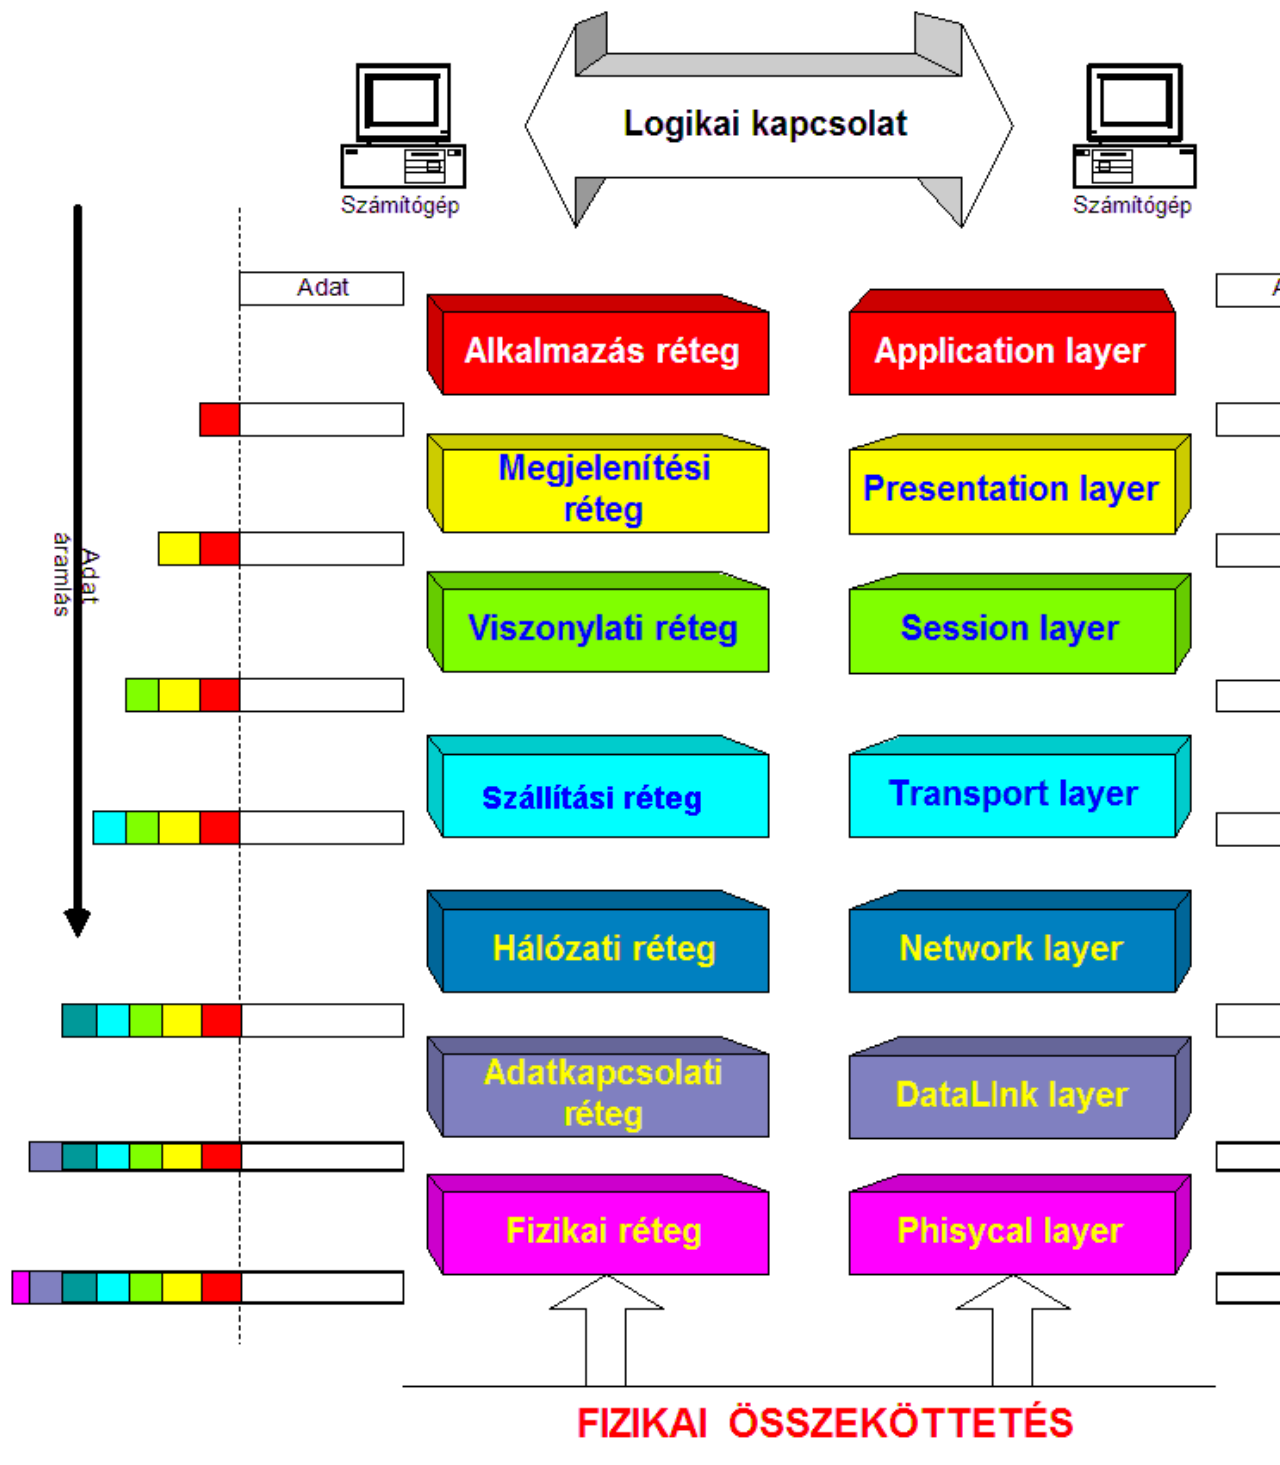 Logikai kapcsolat
Számítógép
Számítógép
Adat
A
Alkalmazás réteg
Application layer
Megjelenítési
réteg
Presentation layer
Adat
áramlás
Viszonylati réteg
Session layer
Szállítási réteg
Transport layer
Hálózati réteg
Network layer
Adatkapcsolati
réteg
DataLInk layer
Fizikai réteg
Phisycal layer
FIZIKAI ÖSSZEKÖTTETÉS